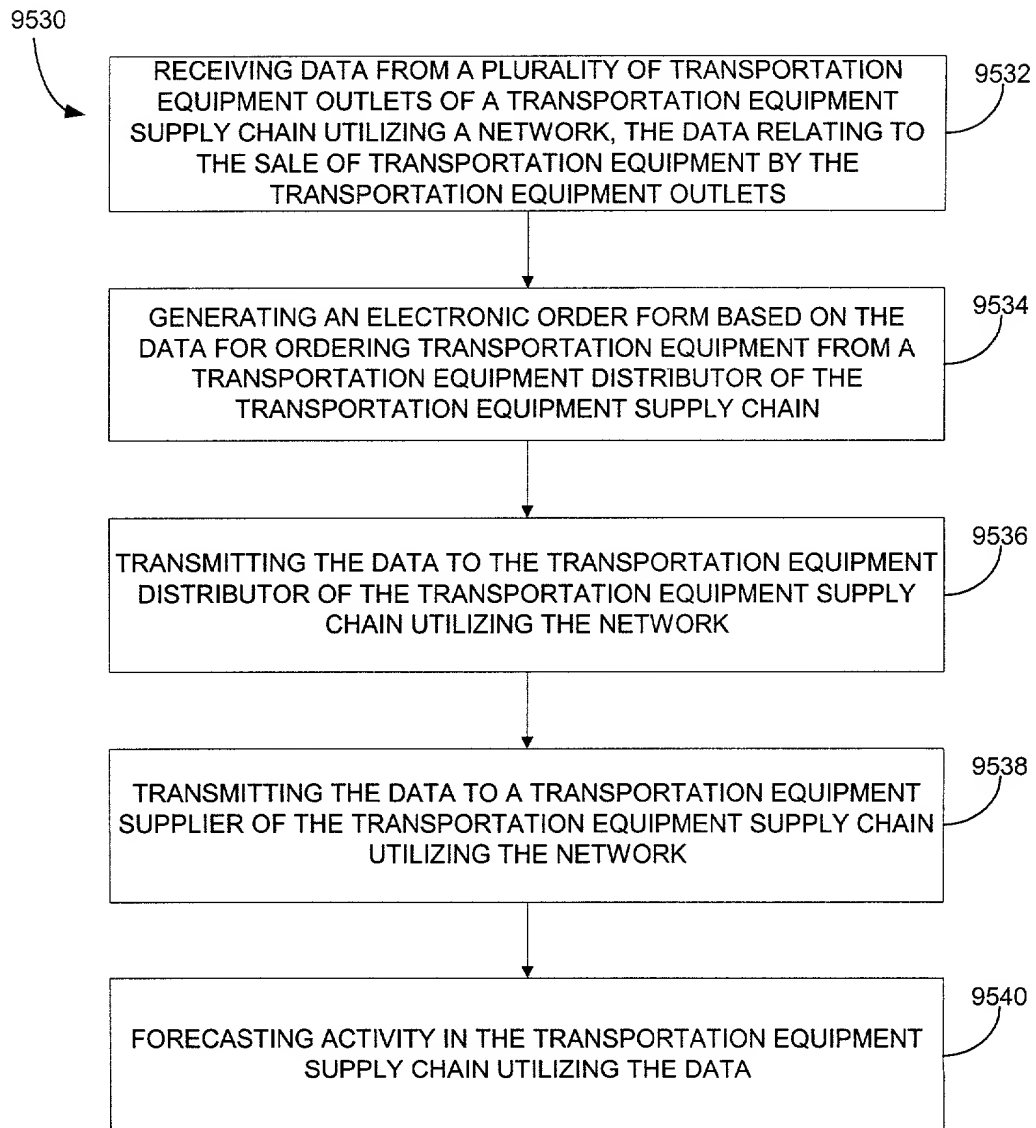 9530
RECEIVING DATA FROM A PLURALITY OF TRANSPORTATION
EQUIPMENT OUTLETS OF A TRANSPORTATION EQUIPMENT
SUPPLY CHAIN UTILIZING A NETWORK, THE DATA RELATING TO
THE SALE OF TRANSPORTATION EQUIPMENT BY THE
TRANSPORTATION EQUIPMENT OUTLETS
9532
GENERATING AN ELECTRONIC ORDER FORM BASED ON THE
DATA FOR ORDERING TRANSPORTATION EQUIPMENT FROM A
TRANSPORTATION EQUIPMENT DISTRIBUTOR OF THE
TRANSPORTATION EQUIPMENT SUPPLY CHAIN
9534
TRANSMITTING THE DATA TO THE TRANSPORTATION EQUIPMENT
DISTRIBUTOR OF THE TRANSPORTATION EQUIPMENT SUPPLY
CHAIN UTILIZING THE NETWORK
9536
TRANSMITTING THE DATA TO A TRANSPORTATION EQUIPMENT
SUPPLIER OF THE TRANSPORTATION EQUIPMENT SUPPLY CHAIN
UTILIZING THE NETWORK
9538
FORECASTING ACTIVITY IN THE TRANSPORTATION EQUIPMENT
SUPPLY CHAIN UTILIZING THE DATA
9540